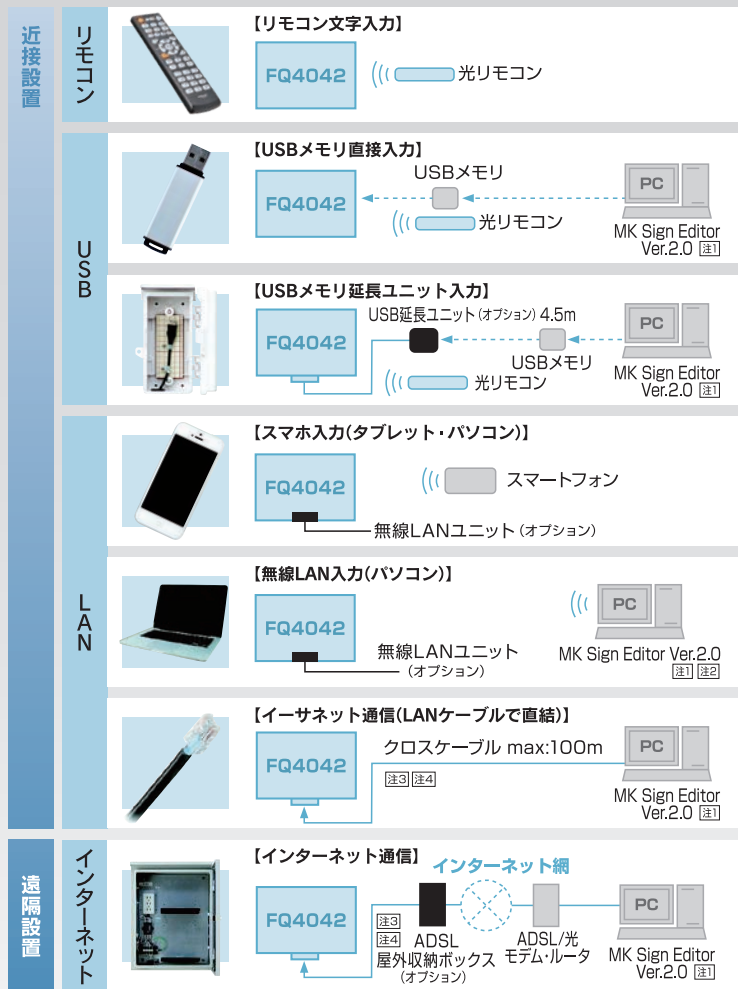 近接設置
リモコン
【リモコン文字入力】
FQ4042
光リモコン
USB
【USBメモリ直接入力】
USBメモリ
FQ4042
光リモコン
PC
MK Sign Editor
Ver.2.0 注1
【USBメモリ延長ユニット入力】
USB延長ユニット(オプション) 4.5m
FQ4042
USBメモリ
光リモコン
PC
MK Sign Editor
Ver.2.0 注1
LAN
【スマホ入力(タブレット・パソコン)】
FQ4042
スマートフォン
無線LANユニット(オプション)
【無線LAN入力(パソコン)】
FQ4042
無線LANユニット
(オプション)
PC
MK Sign Editor Ver.2.0
注1 注2
【イーサネット通信(LANケーブルで直結)】
FQ4042
クロスケーブル max:100m
注3 注4
PC
MK Sign Editor
Ver.2.0 注1
遠隔設置
インターネット
【インターネット通信】
インターネット網
FQ4042
注3
注4
ADSL
屋外収納ボックス
(オプション)
ADSL/光
モデム・ルータ
PC
MK Sign Editor
Ver.2.0 注1